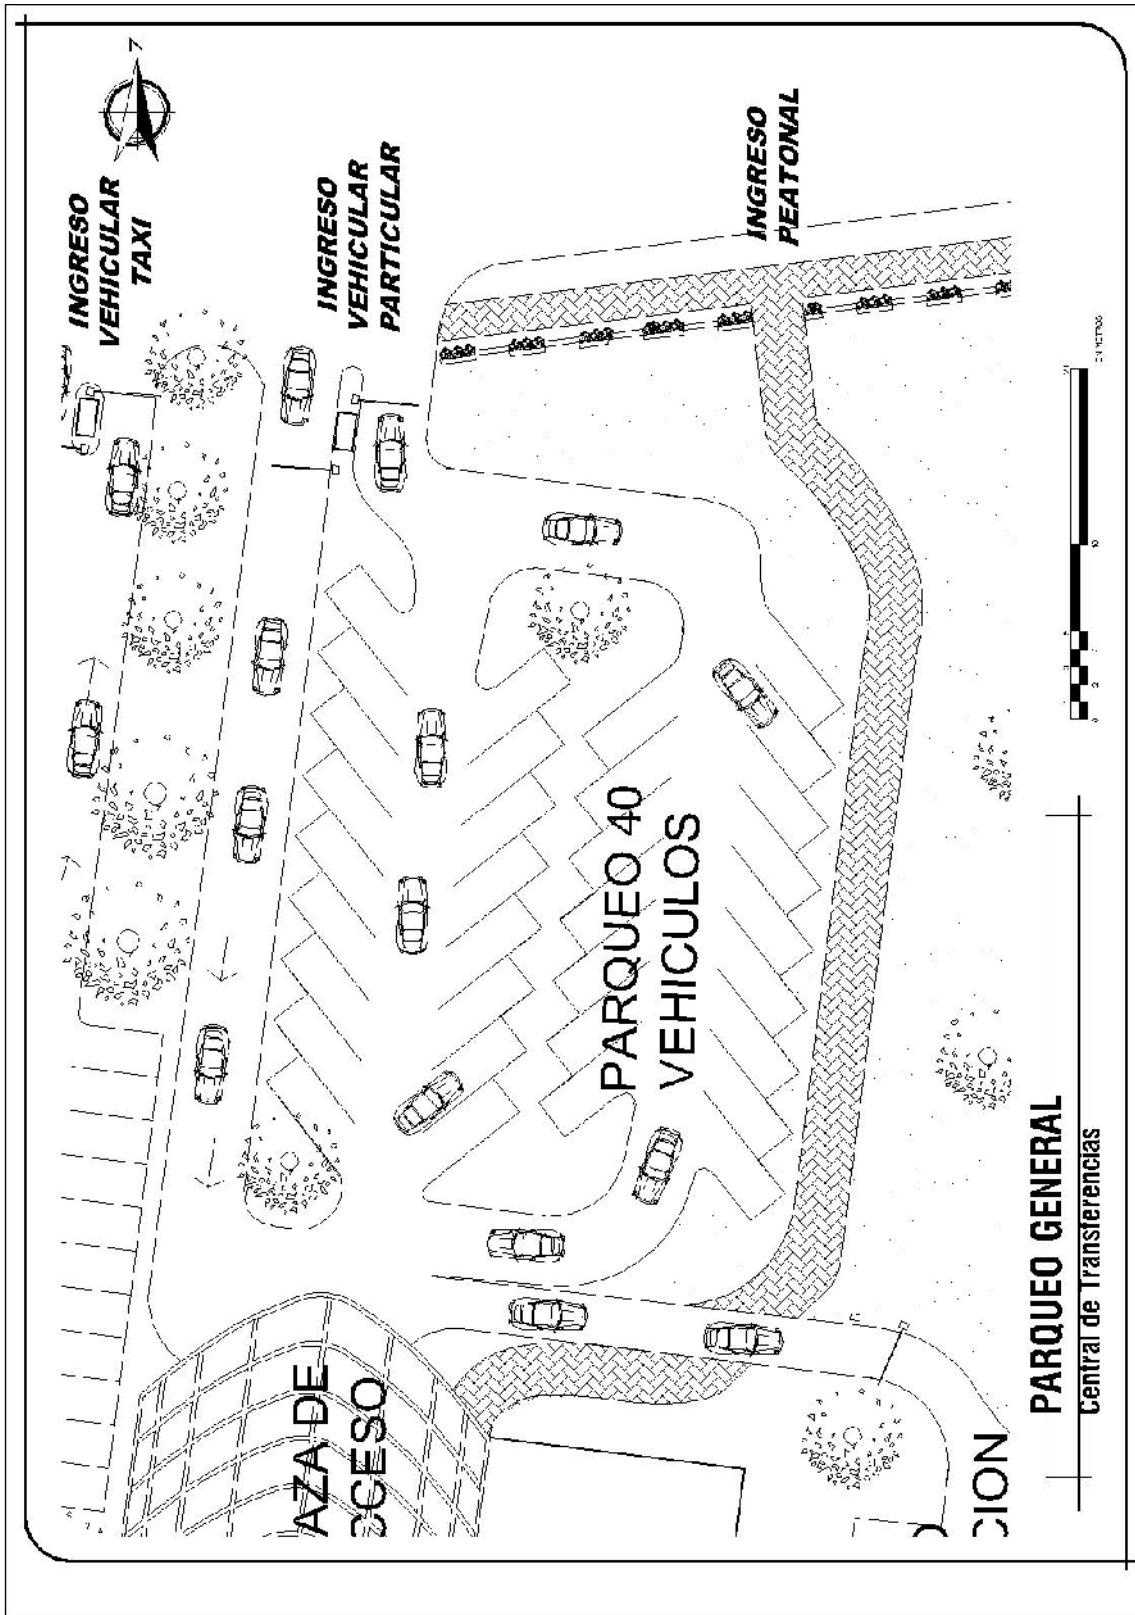 INGRESO
VEHICULAR
TAXI
INGRESO
VEHICULAR
PARTICULAR
INGRESO
PEATONAL
PARQUEO 40
VEHICULOS
AZA DE
CCESO
CION
PARQUEO GENERAL
Central de Transferencias